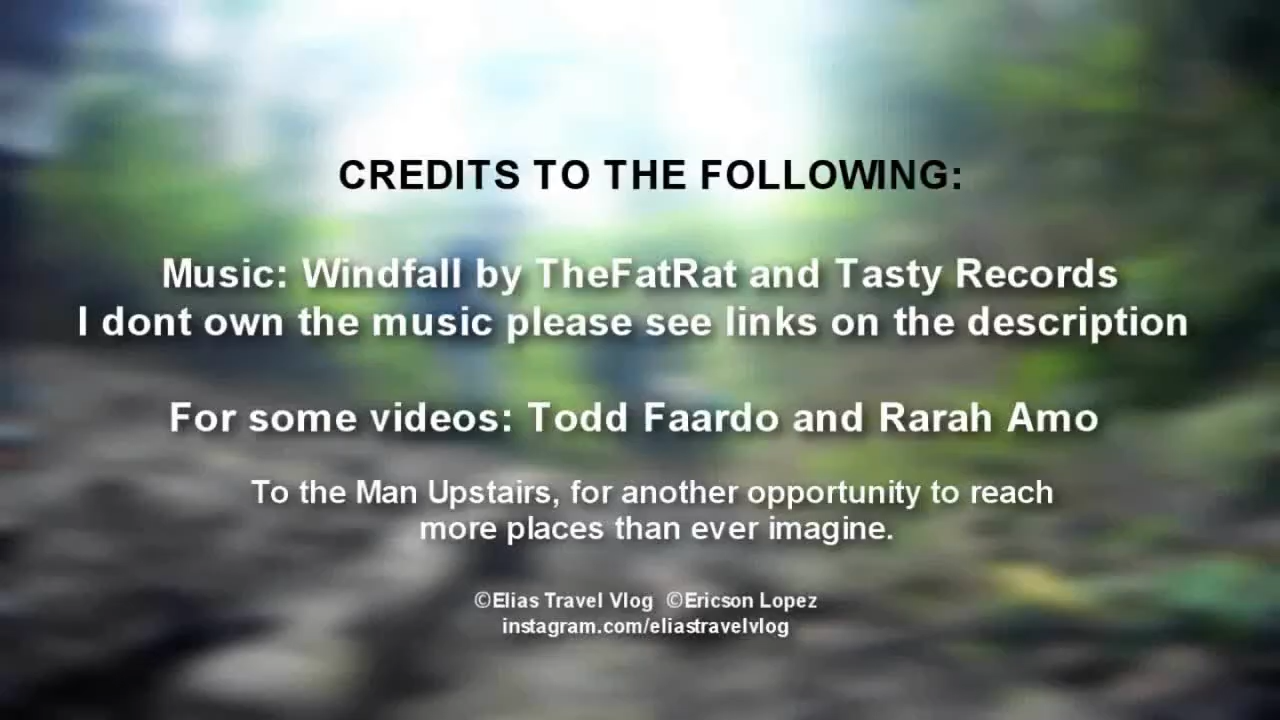 CREDITS TO THE FOLLOWING:
Music: Windfall by TheFatRat and Tasty Records
I dont own the music please see links on the description
For some videos: Todd Faardo and Rarah Amo
To the Man Upstairs, for another opportunity to reach
more places than ever imagine.
©Elias Travel Vlog ©Ericson Lopez
instagram.com/eliastravelvlog